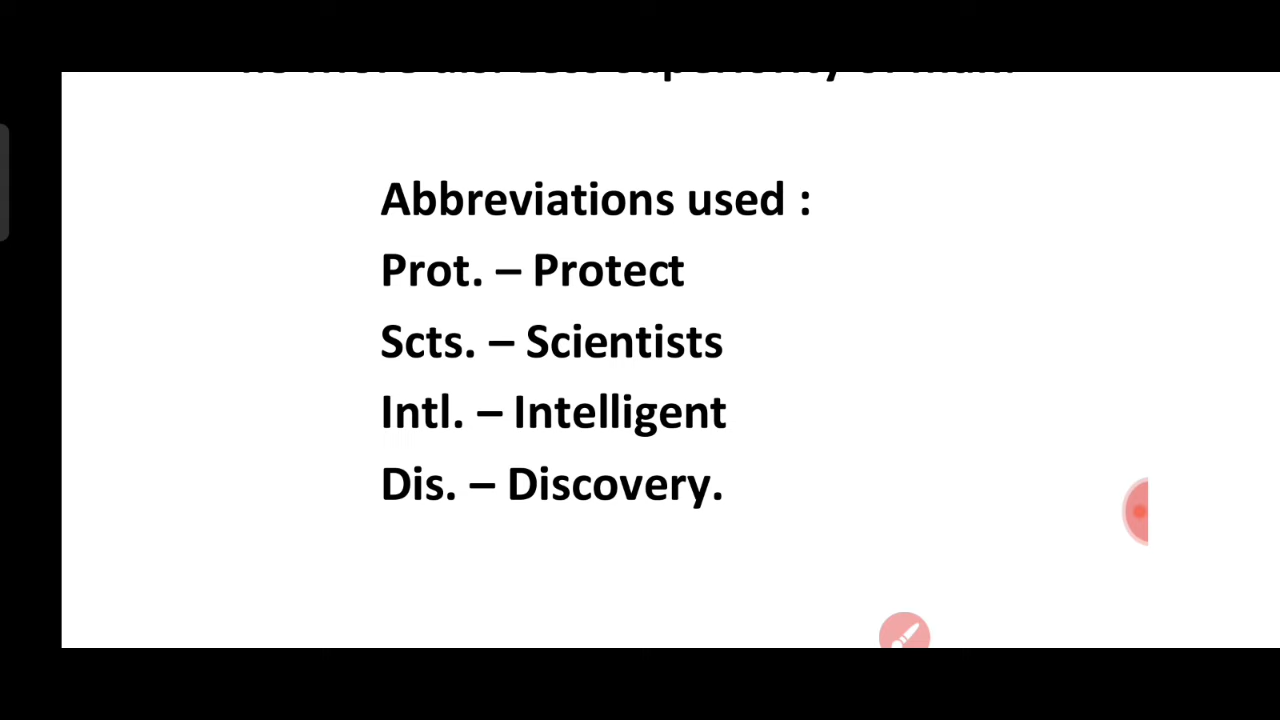 Abbreviations used :
Prot. – Protect
Scts. – Scientists
Intl. – Intelligent
Dis. – Discovery.